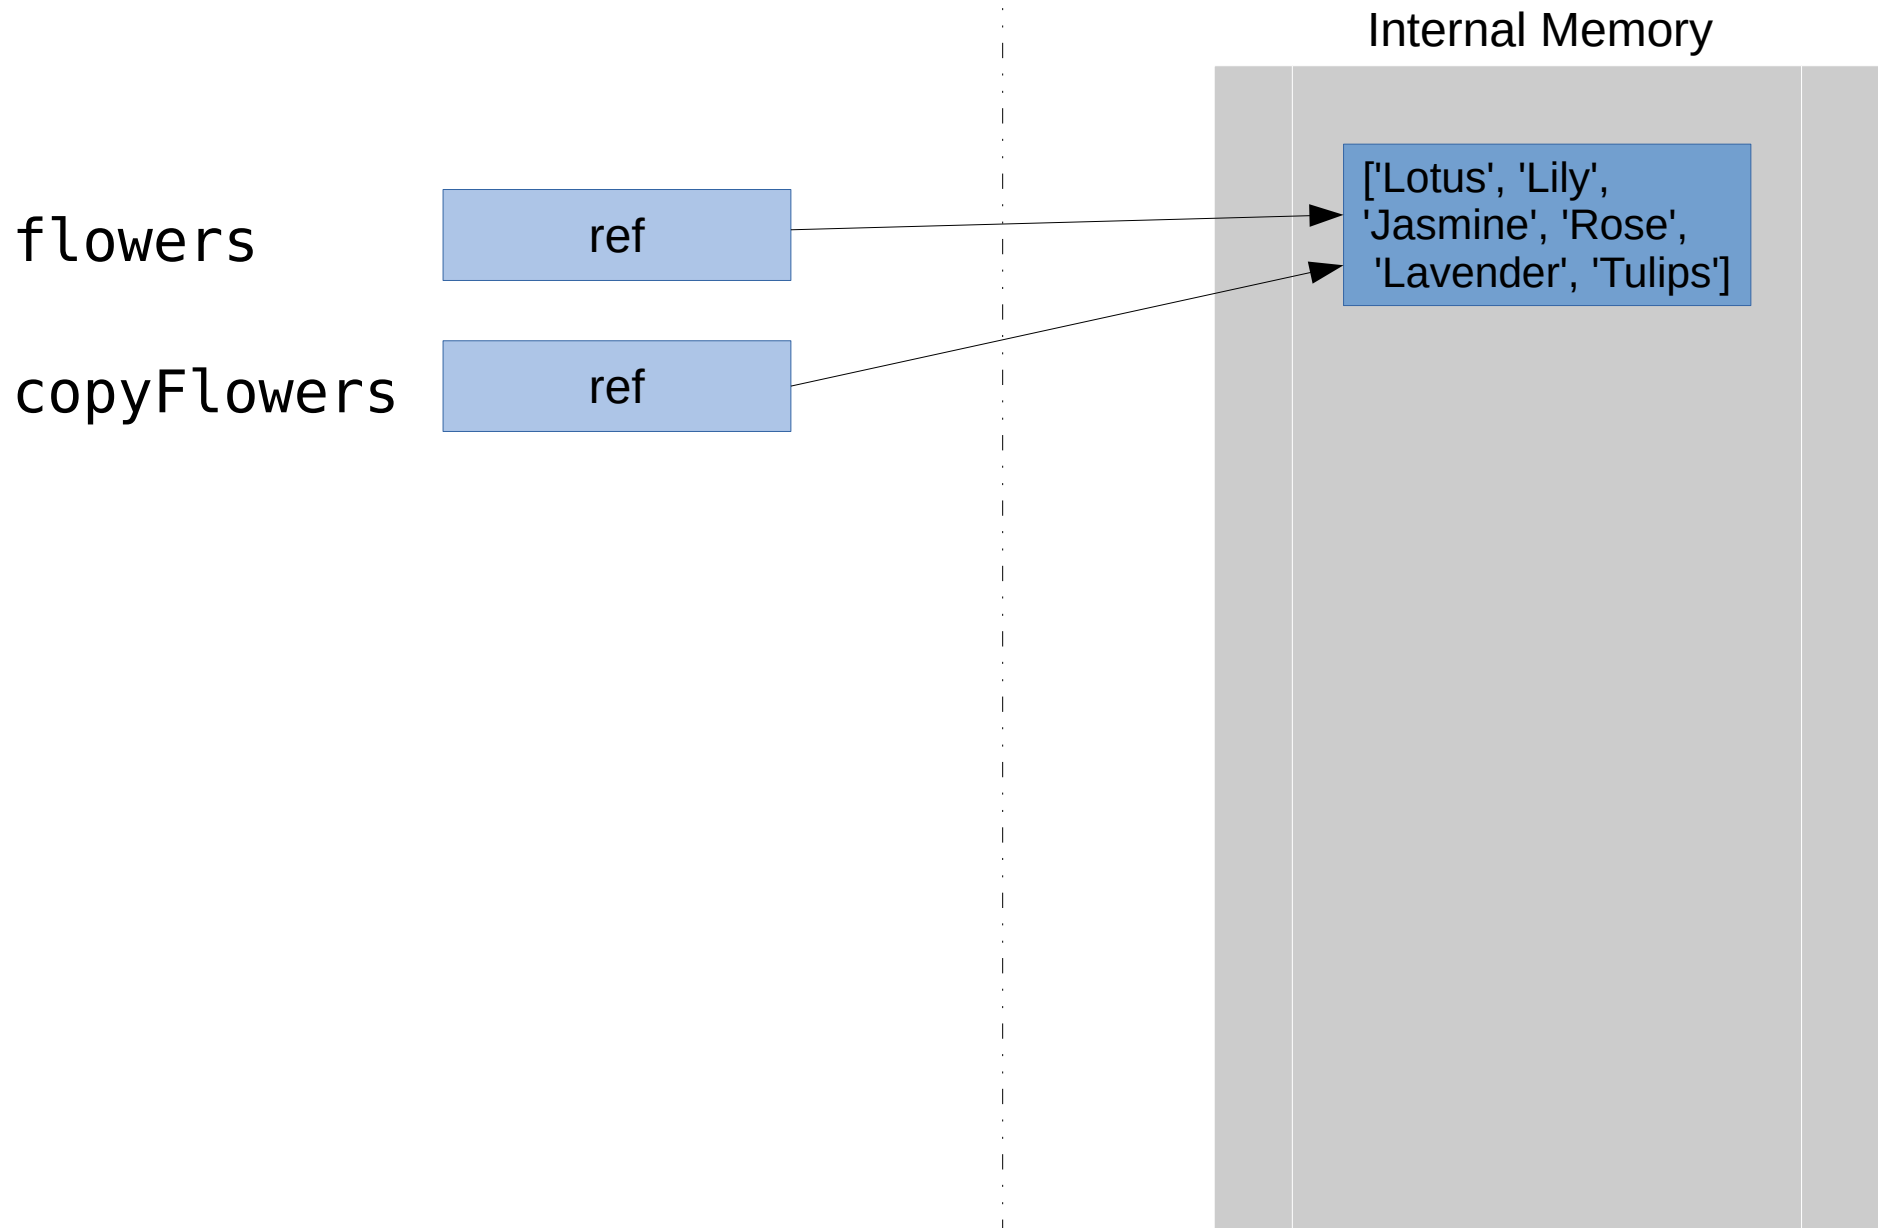 Internal Memory
flowers
ref
['Lotus', 'Lily',
'Jasmine', 'Rose',
'Lavender', 'Tulips']
copyFlowers
ref